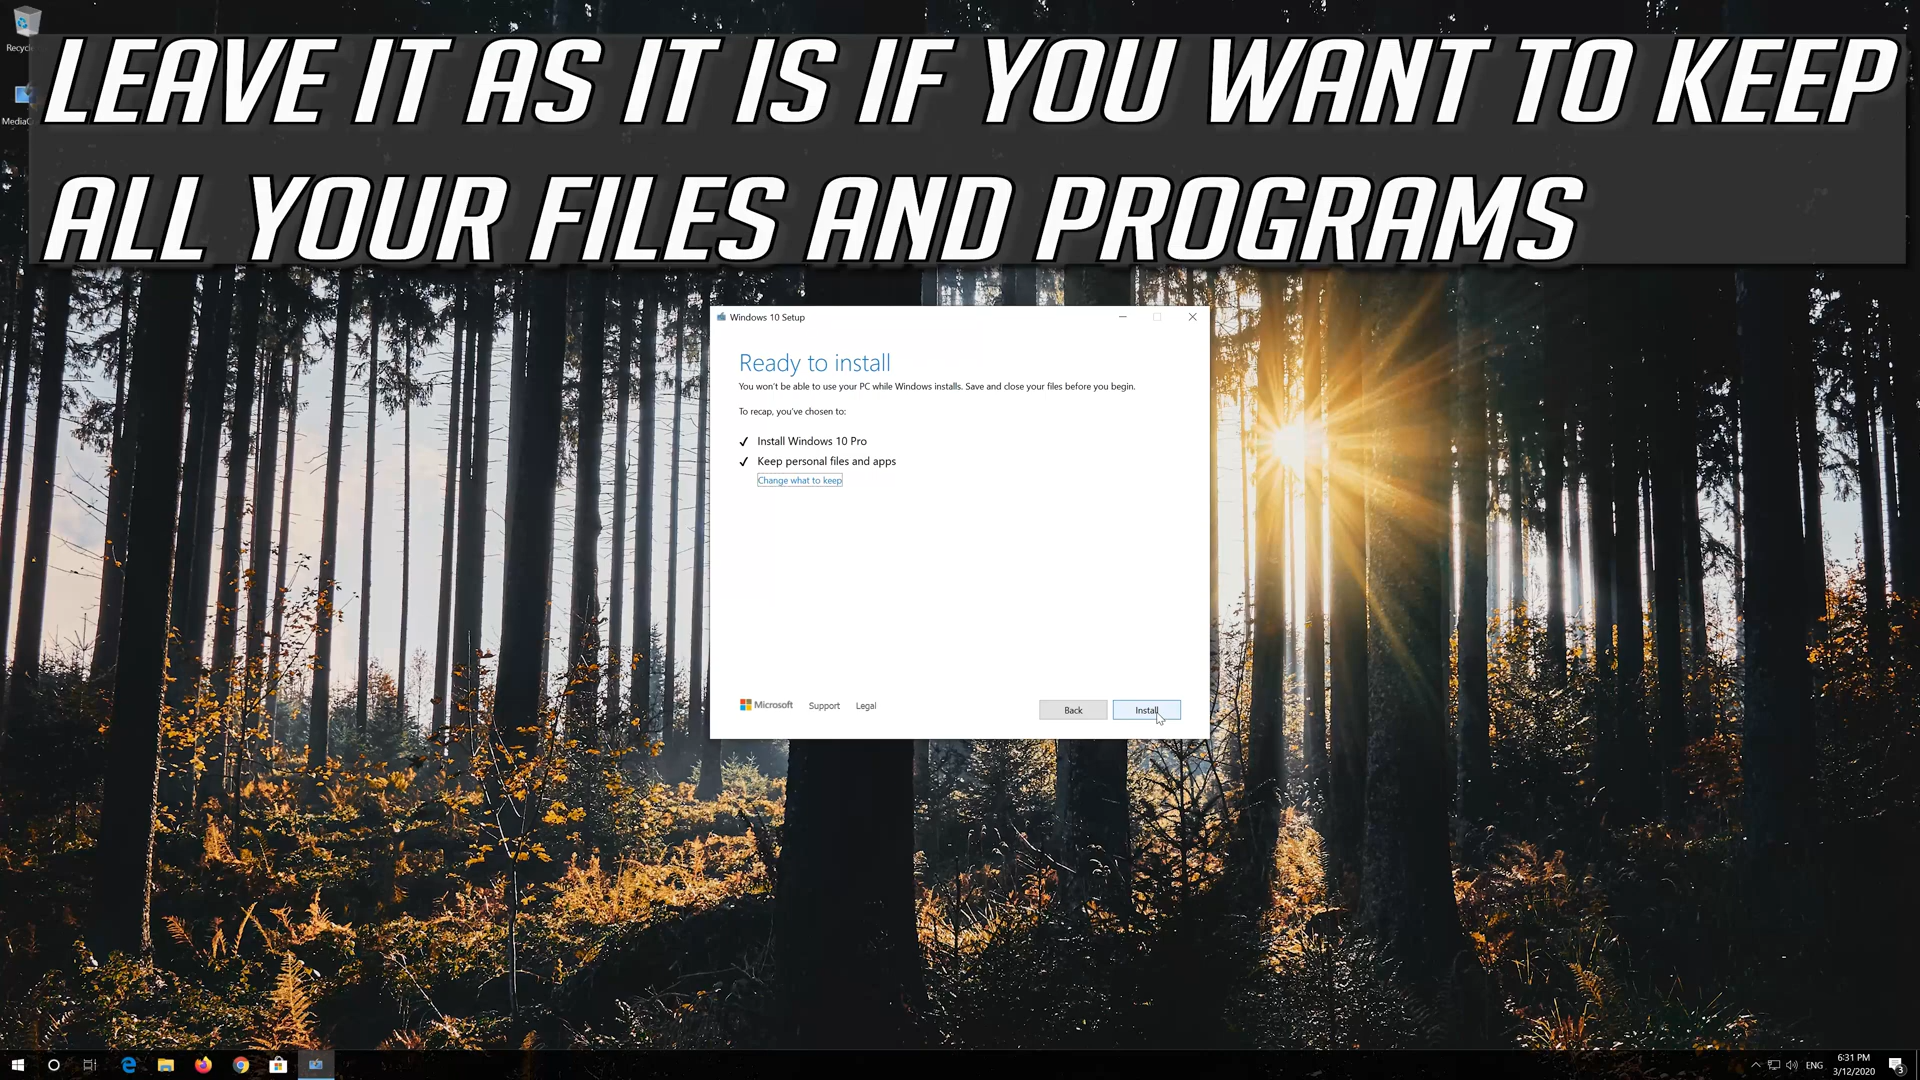 LEAVE IT AS IT IS IF YOU WANT TO KEEP
ALL YOUR FILES AND PROGRAMS
Windows 10 Setup
Ready to install
You won't be able to use your PC while Windows installs. Save and close your files before you begin.
To recap, you've chosen to:
✓ Install Windows 10 Pro
✓ Keep personal files and apps
Change what to keep
Microsoft Support Legal
Back Install
ENG
6:31 PM
3/12/2020
3